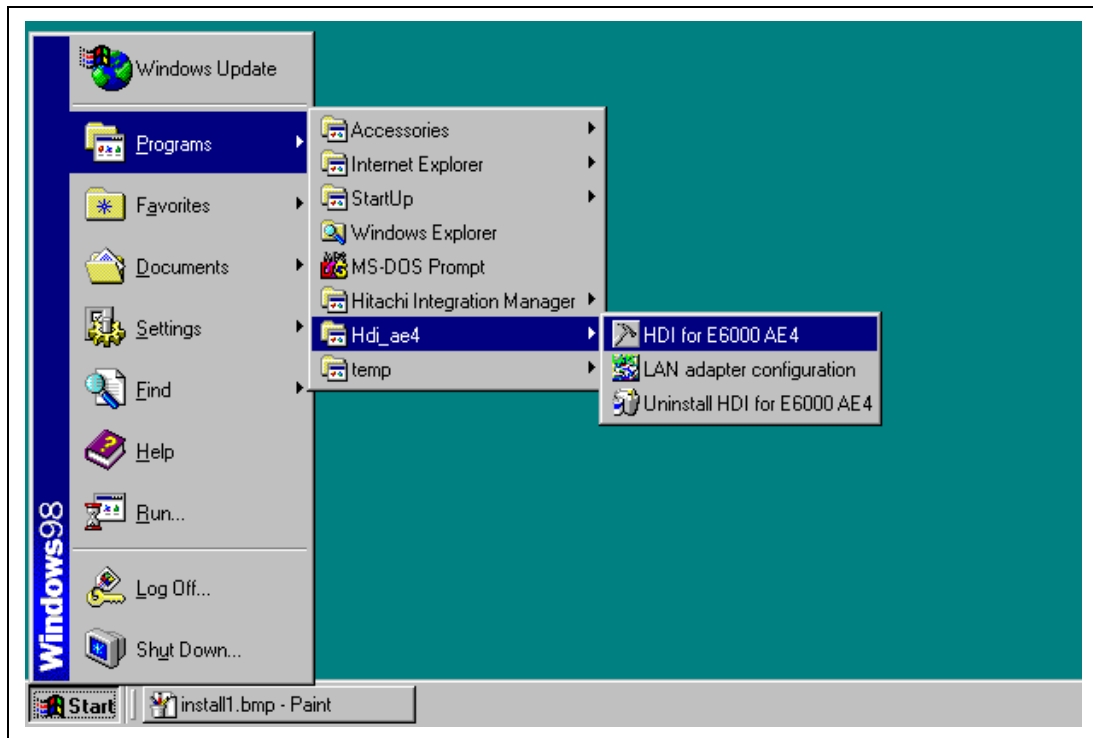 Windows Update
Programs
Favorites
Documents
Settings
Find
Help
Run...
Log Off...
Shut Down...
Windows98
Accessories
Internet Explorer
StartUp
Windows Explorer
MS-DOS Prompt
Hitachi Integration Manager
Hdi_ae4
temp
HDI for E6000 AE4
LAN adapter configuration
Uninstall HDI for E6000 AE4
Start
install1.bmp - Paint